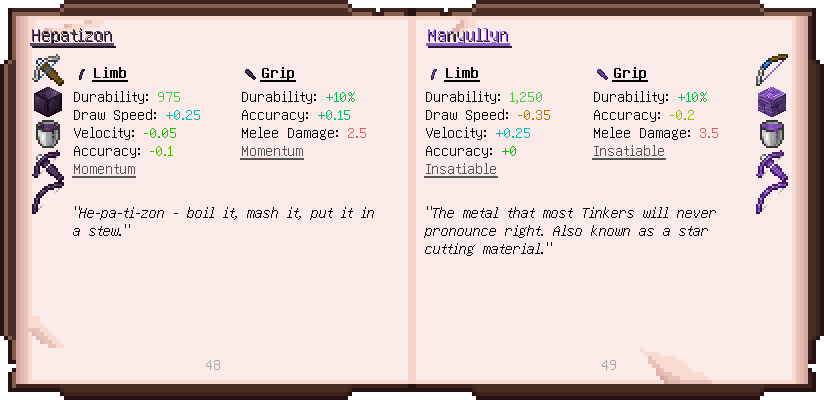 Hepatizon
Limb
Durability: 975
Draw Speed: +0.25
Velocity: -0.05
Accuracy: -0.1
Momentum
Grip
Durability: +10%
Accuracy: +0.15
Melee Damage: 2.5
Momentum
"He-pa-ti-zon - boil it, mash it, put it in
a stew."
48
Manyullyn
Limb
Durability: 1,250
Draw Speed: -0.35
Velocity: +0.25
Accuracy: +0
Insatiable
Grip
Durability: +10%
Accuracy: -0.2
Melee Damage: 3.5
Insatiable
"The metal that most Tinkers will never
pronounce right. Also known as a star
cutting material."
49